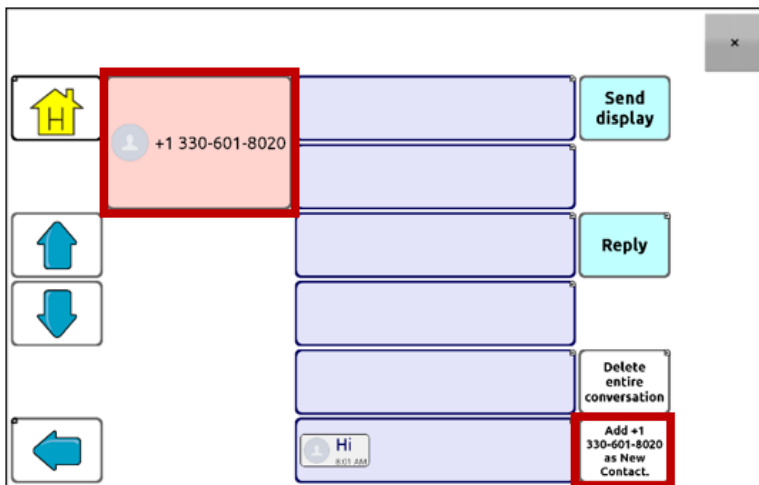 ×
H
+1 330-601-8020
Send
display
Reply
Delete
entire
conversation
Hi
8:01 AM
Add +1
330-601-8020
as New
Contact.